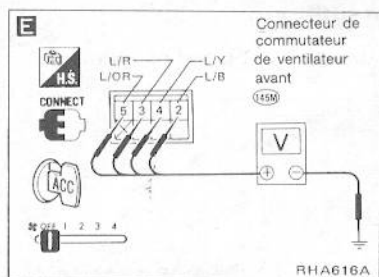 E
Connecteur de
commutateur
de ventilateur
avant
145M
H.S.
CONNECT
L/R
L/OR
L/Y
L/B
5 3 4 2
V
+ −
ACC
OFF 1 2 3 4
RHA616A